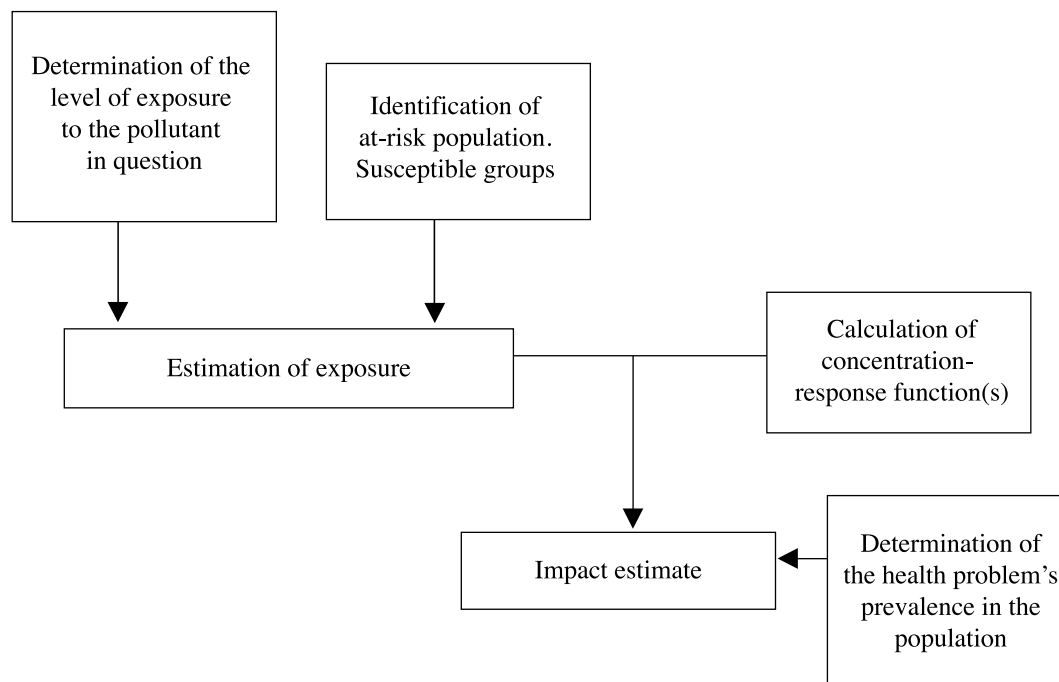 Determination of the
level of exposure
to the pollutant
in question
Identification of
at-risk population.
Susceptible groups
Estimation of exposure
Calculation of
concentration-
response function(s)
Impact estimate
Determination of
the health problem's
prevalence in the
population